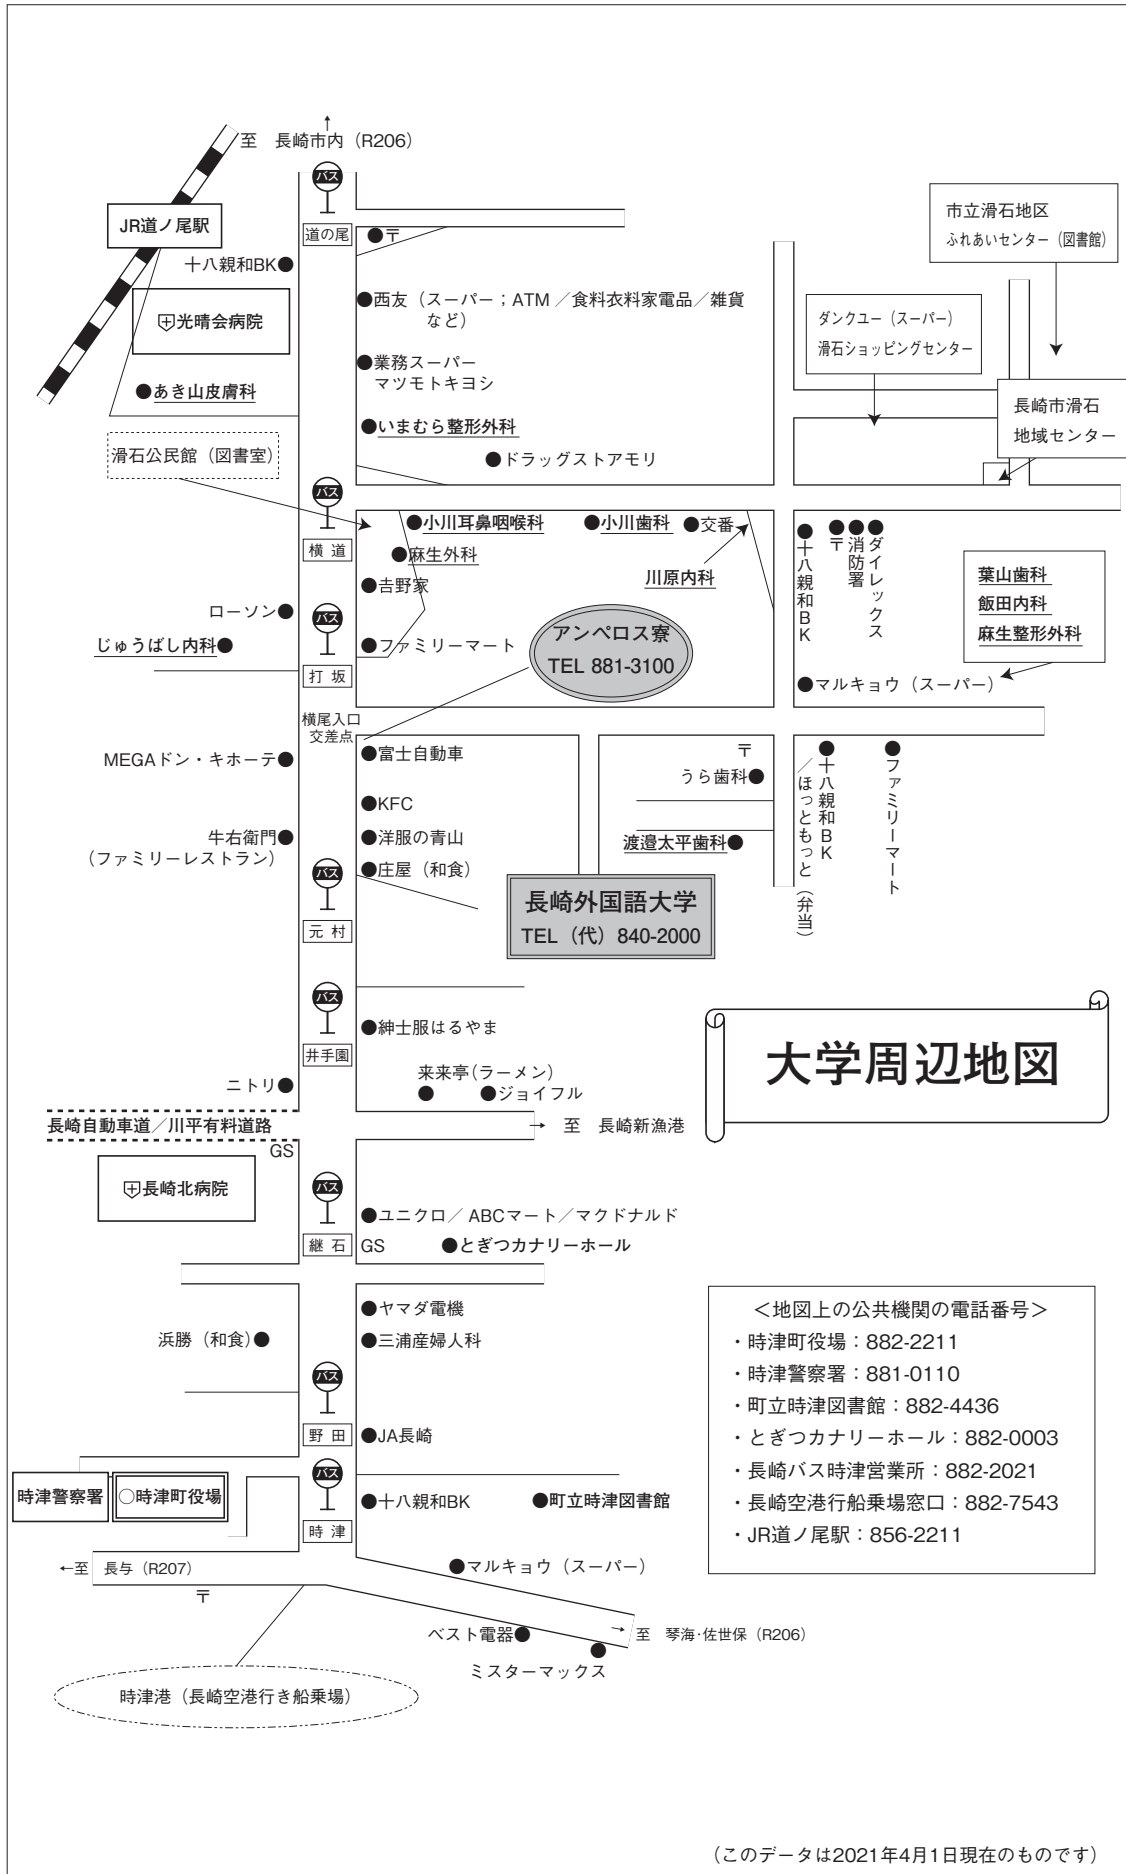 ↑
至　長崎市内（R206）
バス
道の尾
JR道ノ尾駅
●〒
十八親和BK●
光晴会病院
●西友（スーパー；ATM／食料衣料家電品／雑貨
など）
●業務スーパー
マツモトキヨシ
●あき山皮膚科
●いまむら整形外科
滑石公民館（図書室）
●ドラッグストアモリ
市立滑石地区
ふれあいセンター（図書館）
ダンクユー（スーパー）
滑石ショッピングセンター
長崎市滑石
地域センター
バス
横道
●小川耳鼻咽喉科
●小川歯科
●交番
●麻生外科
川原内科
●吉野家
●十八親和BK
●〒
●消防署
●ダイレックス
葉山歯科
飯田内科
麻生整形外科
ローソン●
バス
打坂
じゅうばし内科●
●ファミリーマート
アンペロス寮
TEL 881-3100
●マルキョウ（スーパー）
横尾入口
交差点
MEGAドン・キホーテ●
●富士自動車
〒
うら歯科●
●十八親和BK
／ほっともっと（弁当）
●ファミリーマート
●KFC
牛右衛門●
（ファミリーレストラン）
●洋服の青山
渡邉太平歯科●
●庄屋（和食）
バス
元村
長崎外国語大学
TEL（代）840-2000
バス
井手園
●紳士服はるやま
大学周辺地図
来来亭（ラーメン）
●
●ジョイフル
ニトリ●
長崎自動車道／川平有料道路
→ 至　長崎新漁港
GS
長崎北病院
バス
継石
●ユニクロ／ABCマート／マクドナルド
GS
●とぎつカナリーホール
●ヤマダ電機
浜勝（和食）●
●三浦産婦人科
バス
野田
●JA長崎
時津警察署
○時津町役場
バス
時津
●十八親和BK
●町立時津図書館
←至　長与（R207）
〒
●マルキョウ（スーパー）
→ 至　琴海・佐世保（R206）
ベスト電器●
●
ミスターマックス
時津港（長崎空港行き船乗場）
＜地図上の公共機関の電話番号＞
・時津町役場：882-2211
・時津警察署：881-0110
・町立時津図書館：882-4436
・とぎつカナリーホール：882-0003
・長崎バス時津営業所：882-2021
・長崎空港行船乗場窓口：882-7543
・JR道ノ尾駅：856-2211
（このデータは2021年4月1日現在のものです）